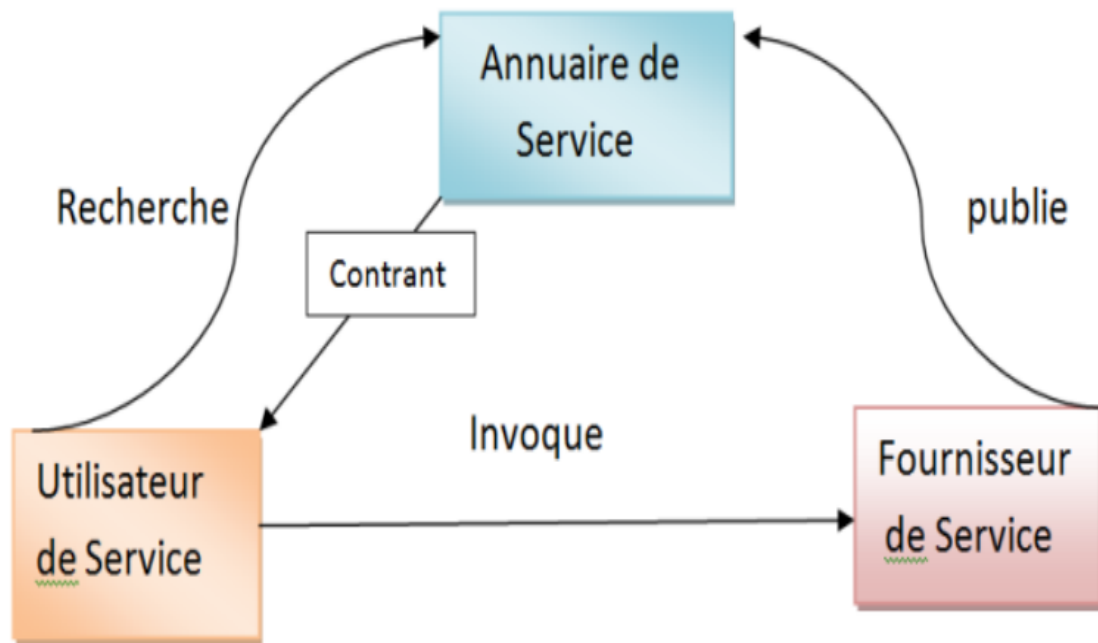 Annuaire de
Service
Recherche
publie
Contrant
Invoque
Utilisateur
de Service
Fournisseur
de Service